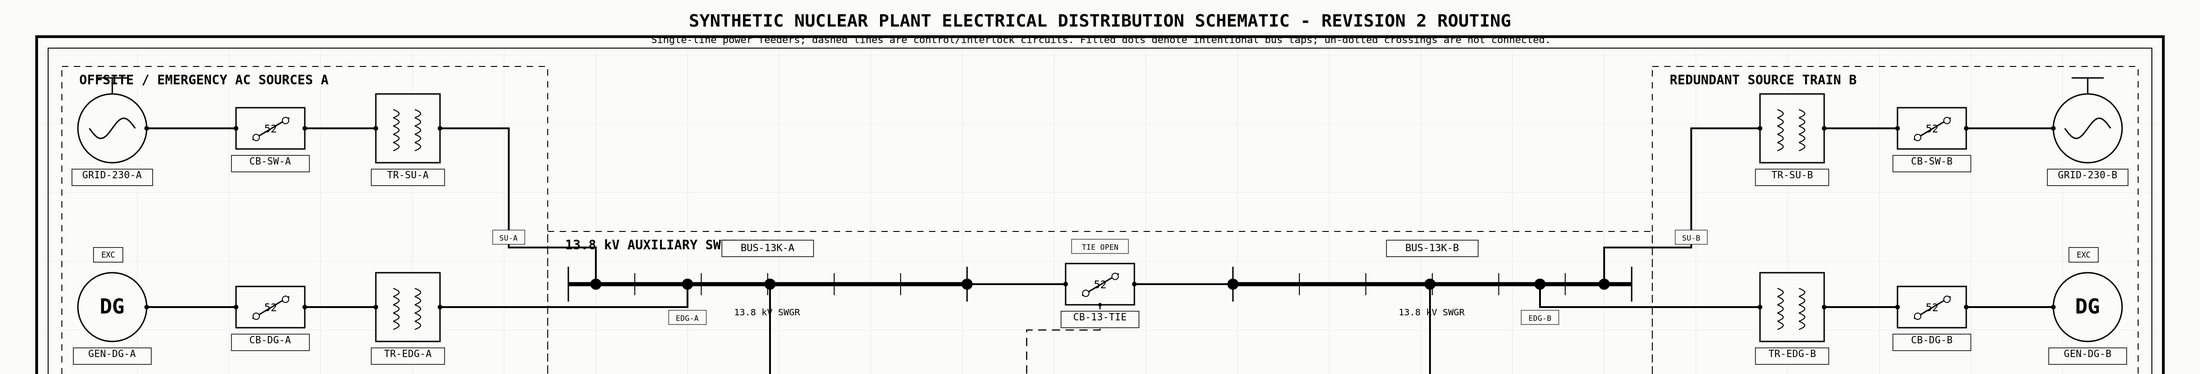 SYNTHETIC NUCLEAR PLANT ELECTRICAL DISTRIBUTION SCHEMATIC - REVISION 2 ROUTING
Single-line power feeders; dashed lines are control/interlock circuits. Filled dots denote intentional bus taps; un-dotted crossings are not connected.
OFFSITE / EMERGENCY AC SOURCES A
REDUNDANT SOURCE TRAIN B
52
52
CB-SW-A
CB-SW-B
GRID-230-A
TR-SU-A
TR-SU-B
GRID-230-B
SU-A
SU-B
13.8 kV AUXILIARY SW
BUS-13K-A
TIE OPEN
BUS-13K-B
EXC
EXC
52
DG
52
52
DG
13.8 kV SWGR
13.8 kV SWGR
EDG-A
CB-13-TIE
EDG-B
CB-DG-A
CB-DG-B
GEN-DG-A
TR-EDG-A
TR-EDG-B
GEN-DG-B